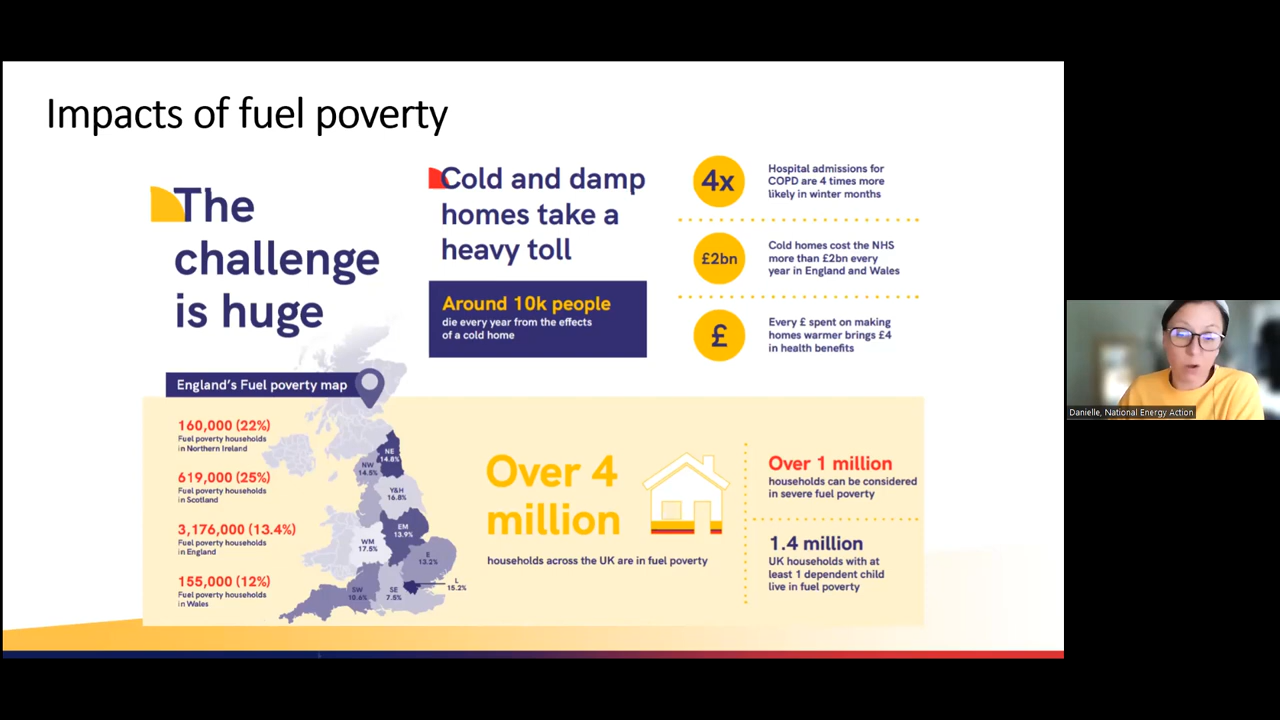 Impacts of fuel poverty
The
challenge
is huge
Cold and damp
homes take a
heavy toll
Around 10k people
die every year from the effects
of a cold home
4x
Hospital admissions for
COPD are 4 times more
likely in winter months
£2bn
Cold homes cost the NHS
more than £2bn every
year in England and Wales
£
Every £ spent on making
homes warmer brings £4
in health benefits
England's Fuel poverty map
160,000 (22%)
Fuel poverty households
in Northern Ireland
619,000 (25%)
Fuel poverty households
in Scotland
3,176,000 (13.4%)
Fuel poverty households
in England
155,000 (12%)
Fuel poverty households
in Wales
NE
14.8%
NW
14.5%
Y&H
16.8%
EM
13.9%
WM
17.5%
E
13.2%
L
15.2%
SW
SE
7.5%
Over 4
million
households across the UK are in fuel poverty
Over 1 million
households can be considered
in severe fuel poverty
1.4 million
UK households with at
least 1 dependent child
live in fuel poverty
Danielle, National Energy Action